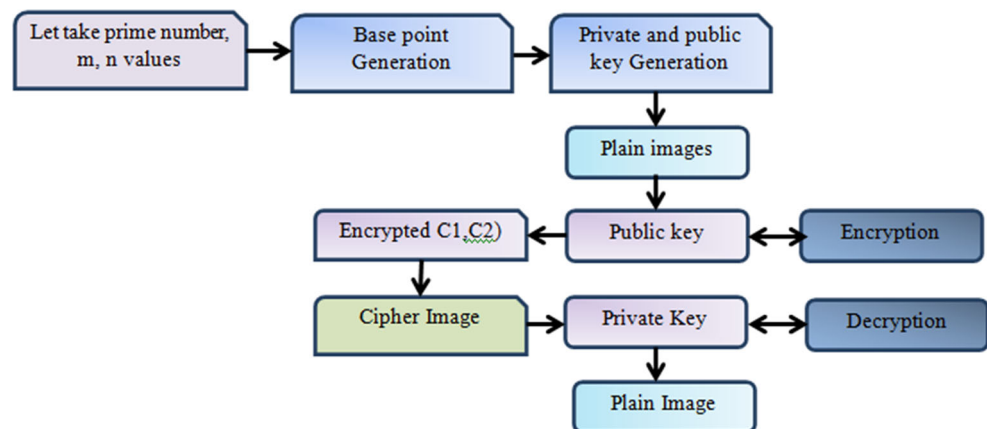 Let take prime number,
m, n values
Base point
Generation
Private and public
key Generation
Plain images
Encrypted C1,C2)
Public key
Encryption
Cipher Image
Private Key
Decryption
Plain Image